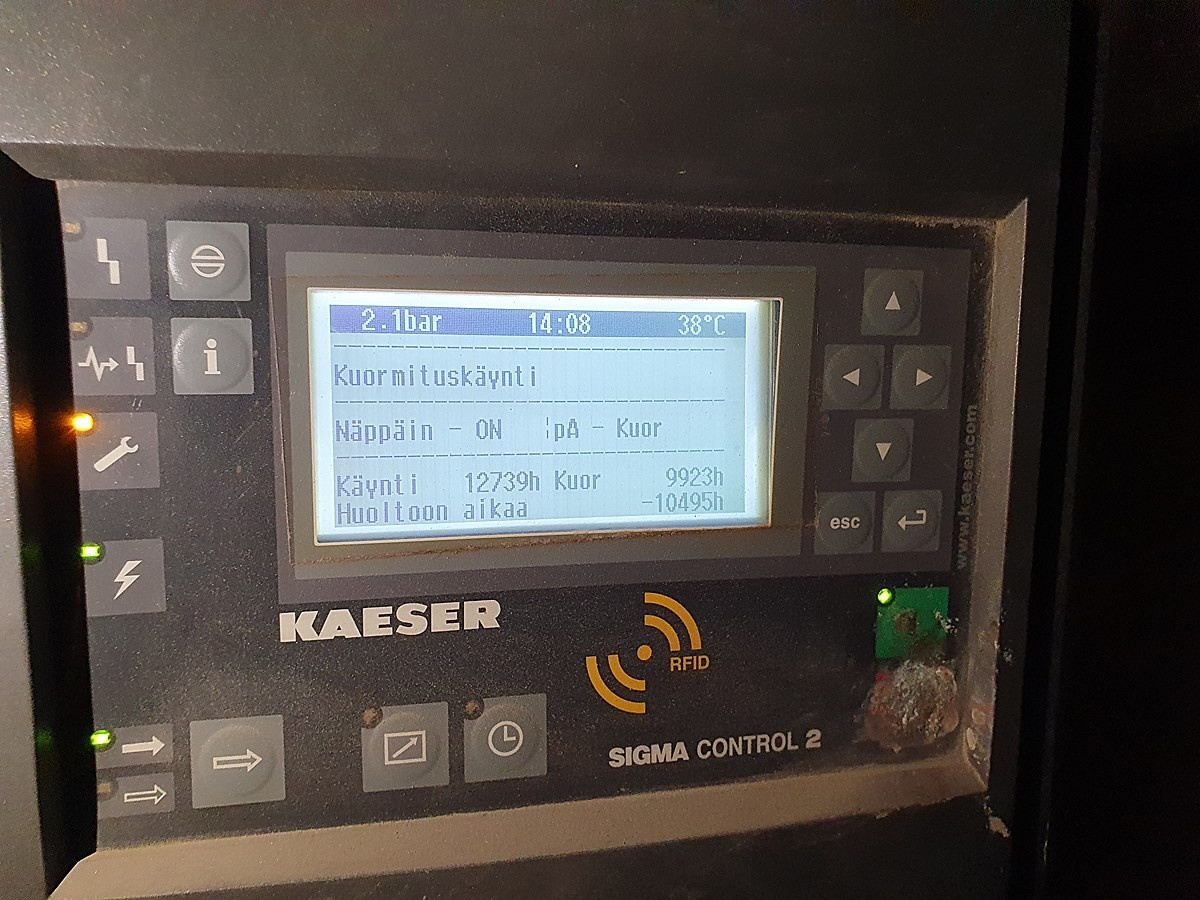 2.1bar 14:08 38°C
Kuormituskäynti
Näppäin - ON ¦pA - Kuor
Käynti 12739h Kuor 9923h
Huoltoon aikaa -10495h
i
esc
www.kaeser.com
KAESER
RFID
SIGMA CONTROL 2